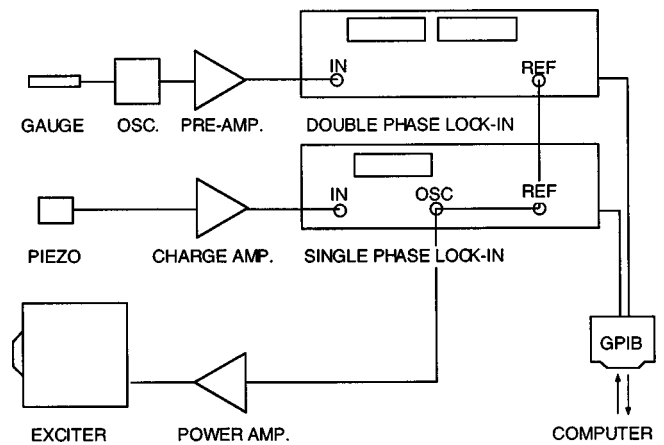 IN
REF
GAUGE OSC. PRE-AMP. DOUBLE PHASE LOCK-IN
IN OSC REF
PIEZO CHARGE AMP. SINGLE PHASE LOCK-IN
GPIB
EXCITER POWER AMP. COMPUTER